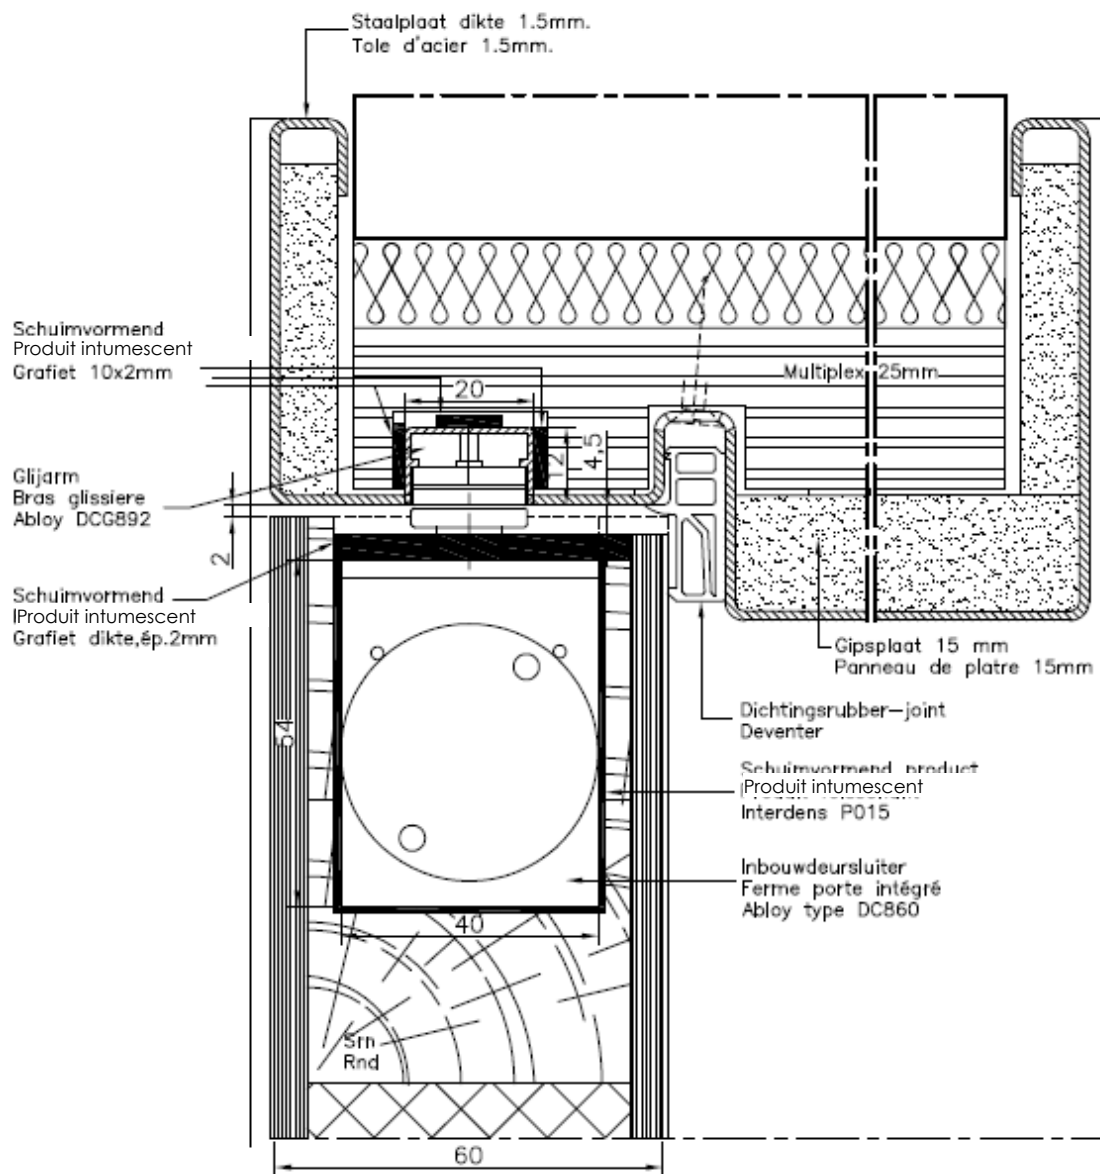 Staalplaat dikte 1.5mm.
Tole d'acier 1.5mm.
Schuimvormend
Produit intumescent
Grafiet 10x2mm
20
Multiplex 25mm
12
4,5
Glijarm
Bras glissiere
Abloy DCG892
2
Schuimvormend
Produit intumescent
Grafiet dikte,ép.2mm
Gipsplaat 15 mm
Panneau de platre 15mm
54
Dichtingsrubber-joint
Deventer
Schuimvormend product
Produit intumescent
Interdens P015
Inbouwdeursluiter
Ferme porte intégré
Abloy type DC860
40
Srn
Rnd
60